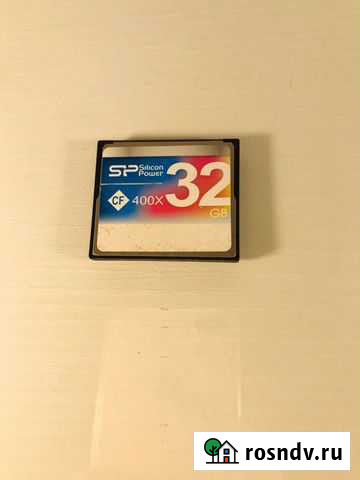 SP Silicon
Power
32
CF 400X
GB
rosndv.ru